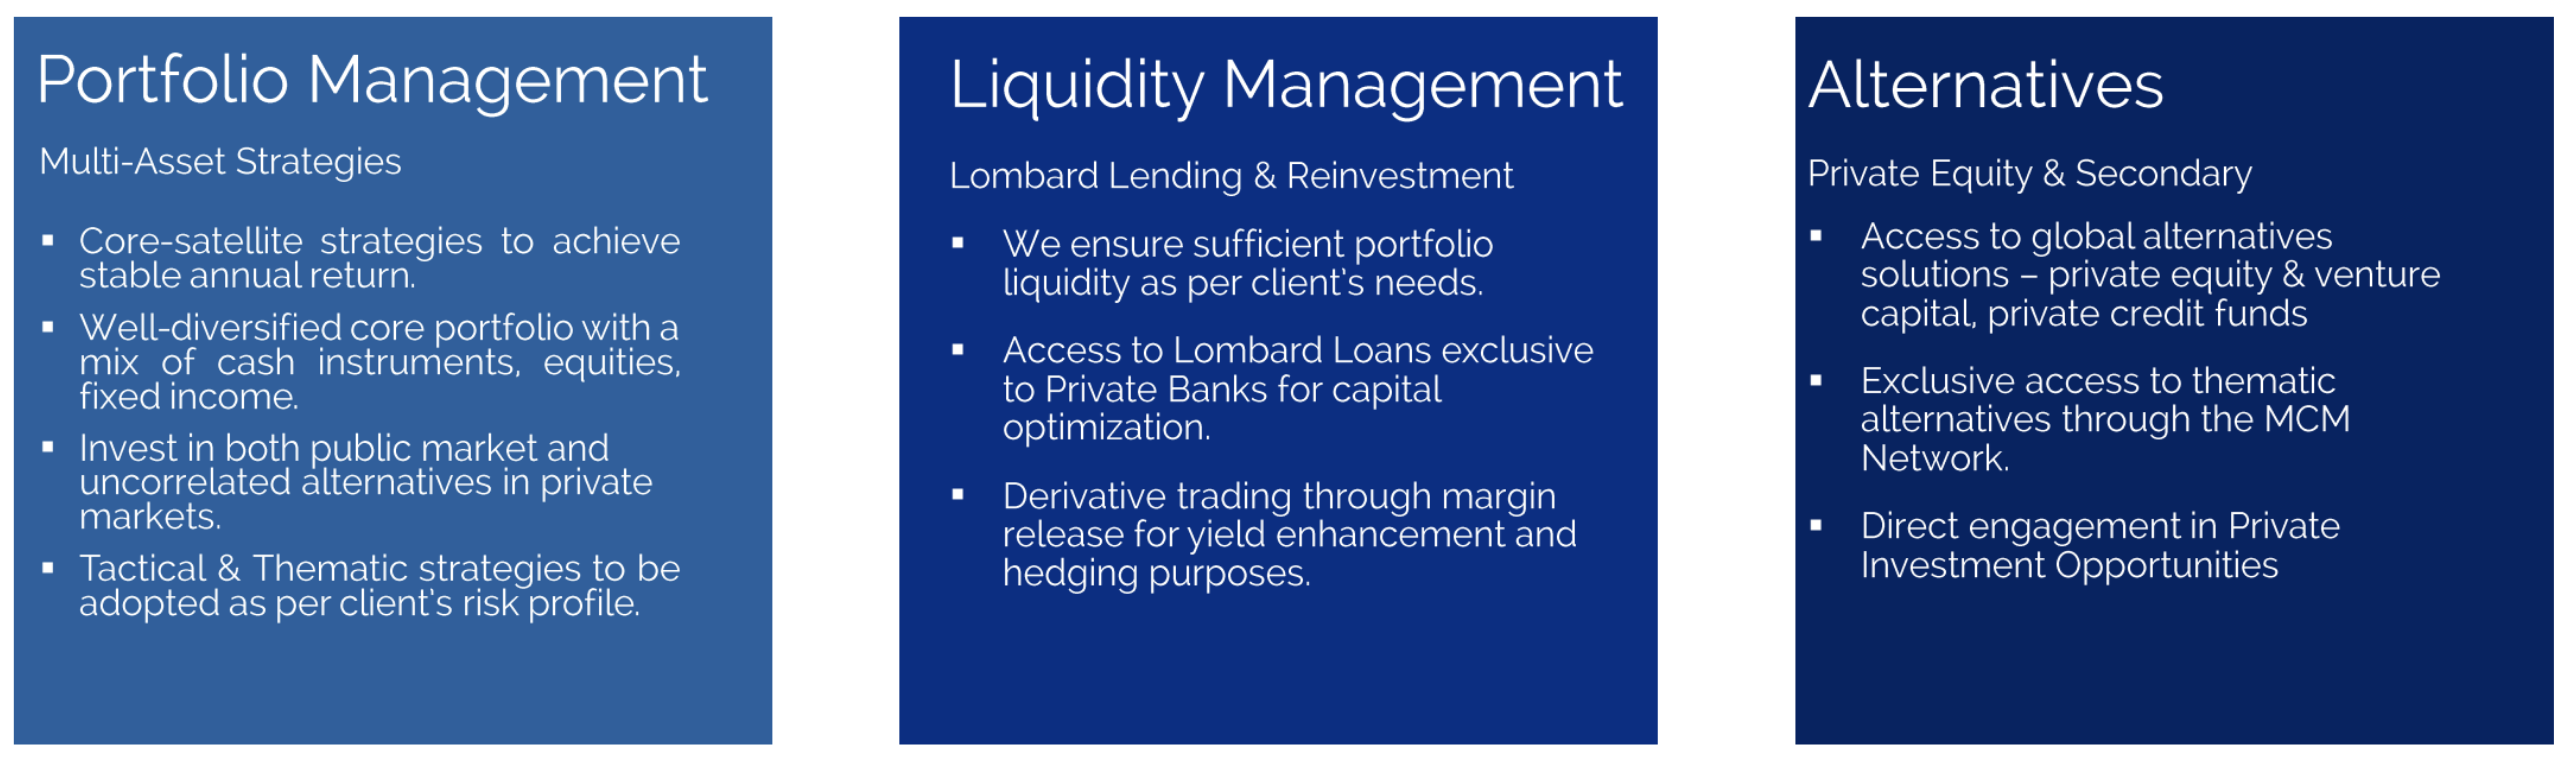 Portfolio Management
Multi-Asset Strategies
▪ Core-satellite strategies to achieve
stable annual return.
▪ Well-diversified core portfolio with a
mix of cash instruments, equities,
fixed income.
▪ Invest in both public market and
uncorrelated alternatives in private
markets.
▪ Tactical & Thematic strategies to be
adopted as per client's risk profile.
Liquidity Management
Lombard Lending & Reinvestment
▪ We ensure sufficient portfolio
liquidity as per client's needs.
▪ Access to Lombard Loans exclusive
to Private Banks for capital
optimization.
▪ Derivative trading through margin
release for yield enhancement and
hedging purposes.
Alternatives
Private Equity & Secondary
▪ Access to global alternatives
solutions – private equity & venture
capital, private credit funds
▪ Exclusive access to thematic
alternatives through the MCM
Network.
▪ Direct engagement in Private
Investment Opportunities